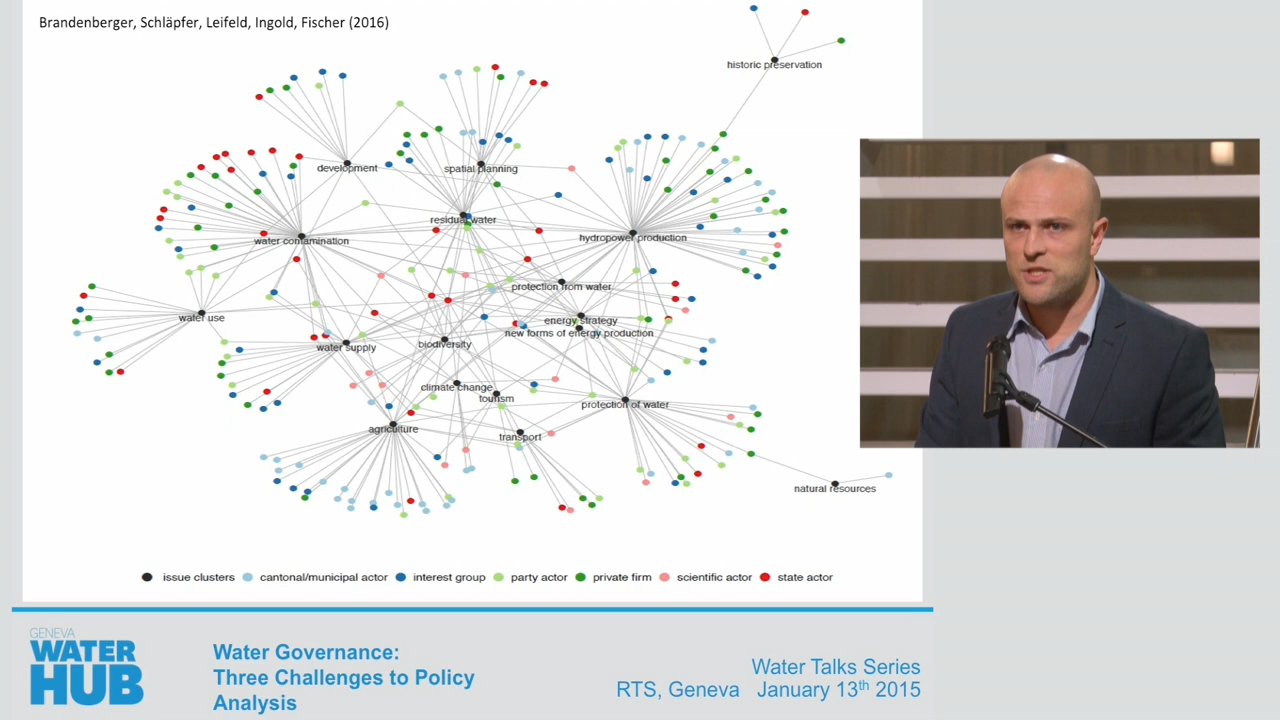 Brandenberger, Schläpfer, Leifeld, Ingold, Fischer (2016)
historic preservation
development
spatial planning
residual water
water contamination
hydropower production
protection from water
water use
energy strategy
new forms of energy production
water supply
biodiversity
climate change
tourism
protection of water
agriculture
transport
natural resources
issue clusters
cantonal/municipal actor
interest group
party actor
private firm
scientific actor
state actor
GENEVA
WATER
HUB
Water Governance:
Three Challenges to Policy
Analysis
Water Talks Series
RTS, Geneva January 13th 2015